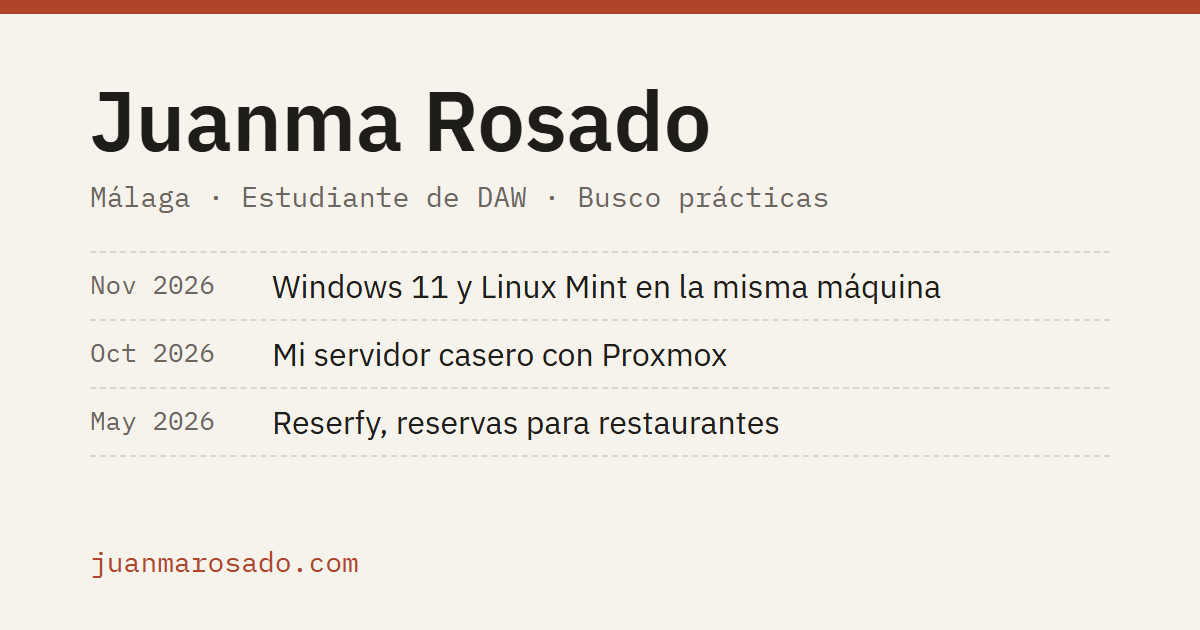 Juanma Rosado
Málaga · Estudiante de DAW · Busco prácticas
Nov 2026 Windows 11 y Linux Mint en la misma máquina
Oct 2026 Mi servidor casero con Proxmox
May 2026 Reserfy, reservas para restaurantes
juanmarosado.com